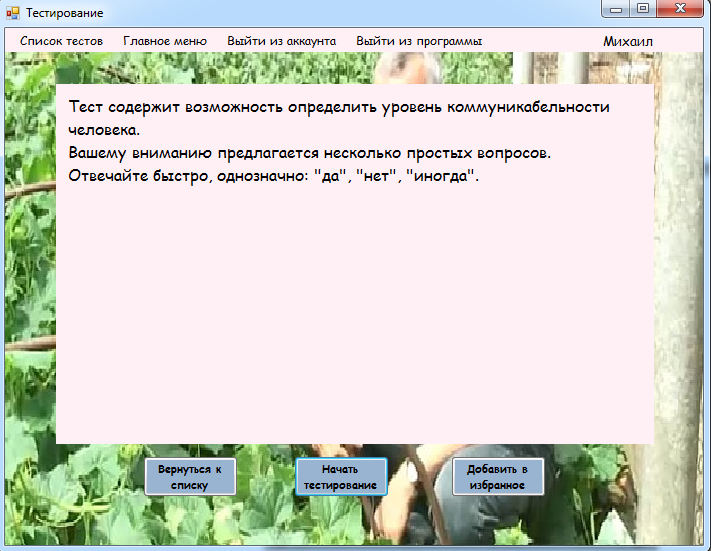 Тестирование
Список тестов Главное меню Выйти из аккаунта Выйти из программы Михаил
Тест содержит возможность определить уровень коммуникабельности
человека.
Вашему вниманию предлагается несколько простых вопросов.
Отвечайте быстро, однозначно: "да", "нет", "иногда".
Вернуться к
списку
Начать
тестирование
Добавить в
избранное